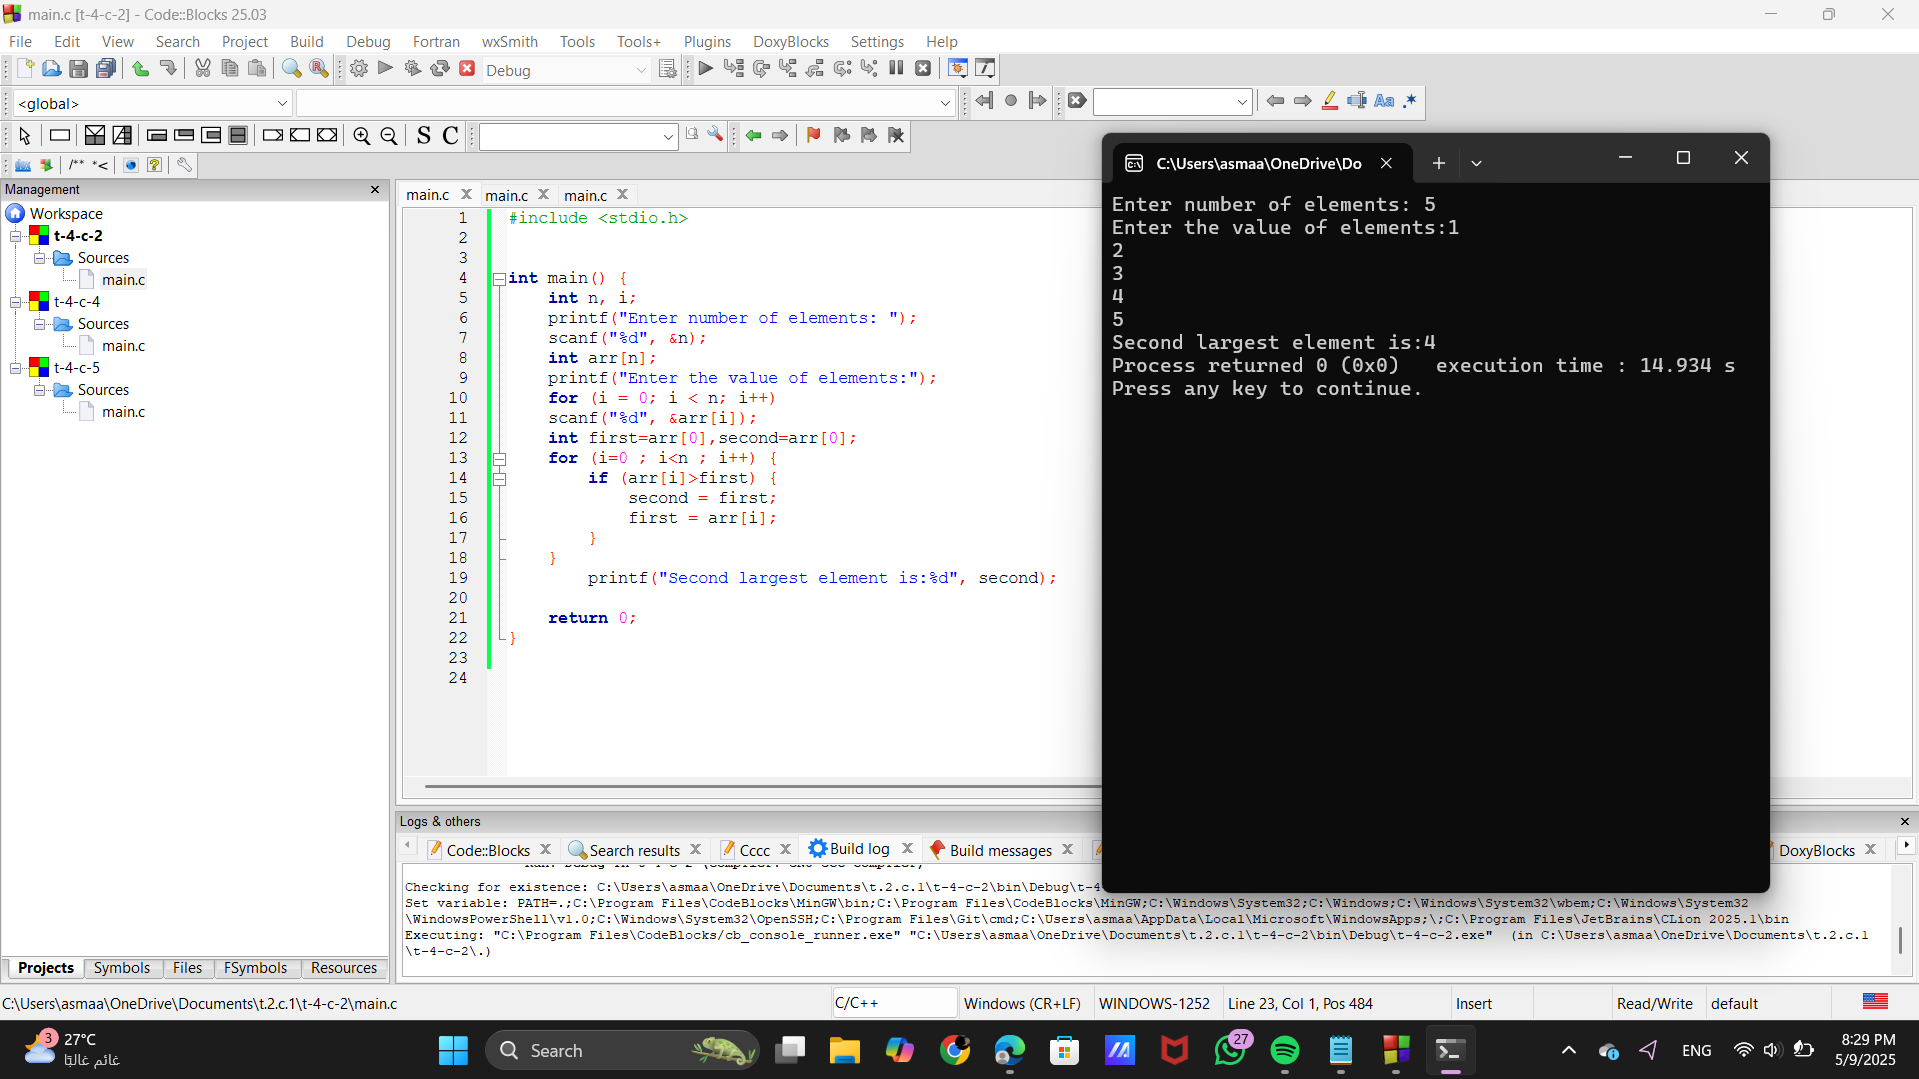 main.c [t-4-c-2] - Code::Blocks 25.03
File Edit View Search Project Build Debug Fortran wxSmith Tools Tools+ Plugins DoxyBlocks Settings Help
Debug
<global>
S C
Aa .*
/** *<
Management
Workspace
t-4-c-2
Sources
main.c
t-4-c-4
Sources
main.c
t-4-c-5
Sources
main.c
Projects Symbols Files FSymbols Resources
main.c main.c main.c
1 #include <stdio.h>
2
3
4 int main() {
5 int n, i;
6 printf("Enter number of elements: ");
7 scanf("%d", &n);
8 int arr[n];
9 printf("Enter the value of elements:");
10 for (i = 0; i < n; i++)
11 scanf("%d", &arr[i]);
12 int first=arr[0],second=arr[0];
13 for (i=0 ; i<n ; i++) {
14 if (arr[i]>first) {
15 second = first;
16 first = arr[i];
17 }
18 }
19 printf("Second largest element is:%d", second);
20
21 return 0;
22 }
23
24
C:\Users\asmaa\OneDrive\Do
Enter number of elements: 5
Enter the value of elements:1
2
3
4
5
Second largest element is:4
Process returned 0 (0x0) execution time : 14.934 s
Press any key to continue.
Logs & others
Code::Blocks Search results Cccc Build log Build messages DoxyBlocks
Checking for existence: C:\Users\asmaa\OneDrive\Documents\t.2.c.1\t-4-c-2\bin\Debug\t-4-
Set variable: PATH=.;C:\Program Files\CodeBlocks\MinGW\bin;C:\Program Files\CodeBlocks\MinGW;C:\Windows\System32;C:\Windows;C:\Windows\System32\wbem;C:\Windows\System32
\WindowsPowerShell\v1.0;C:\Windows\System32\OpenSSH;C:\Program Files\Git\cmd;C:\Users\asmaa\AppData\Local\Microsoft\WindowsApps;\;C:\Program Files\JetBrains\CLion 2025.1\bin
Executing: "C:\Program Files\CodeBlocks/cb_console_runner.exe" "C:\Users\asmaa\OneDrive\Documents\t.2.c.1\t-4-c-2\bin\Debug\t-4-c-2.exe" (in C:\Users\asmaa\OneDrive\Documents\t.2.c.1
\t-4-c-2\.)
C:\Users\asmaa\OneDrive\Documents\t.2.c.1\t-4-c-2\main.c C/C++ Windows (CR+LF) WINDOWS-1252 Line 23, Col 1, Pos 484 Insert Read/Write default
3 27°C
غائم غالبًا
Search
27
ENG
8:29 PM
5/9/2025